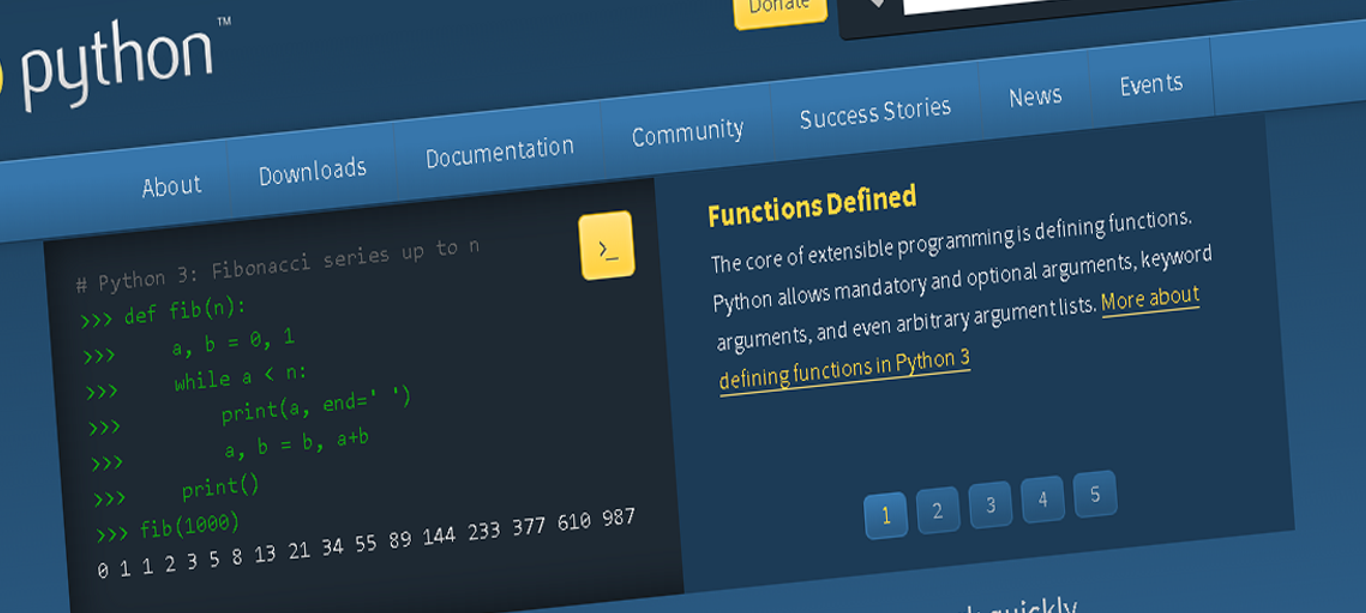 python™
Donate
About
Downloads
Documentation
Community
Success Stories
News
Events
# Python 3: Fibonacci series up to n
>>> def fib(n):
>>>     a, b = 0, 1
>>>     while a < n:
>>>         print(a, end=' ')
>>>         a, b = b, a+b
>>>     print()
>>> fib(1000)
0 1 1 2 3 5 8 13 21 34 55 89 144 233 377 610 987
>_
Functions Defined
The core of extensible programming is defining functions.
Python allows mandatory and optional arguments, keyword
arguments, and even arbitrary argument lists. More about
defining functions in Python 3
1
2
3
4
5
quickly